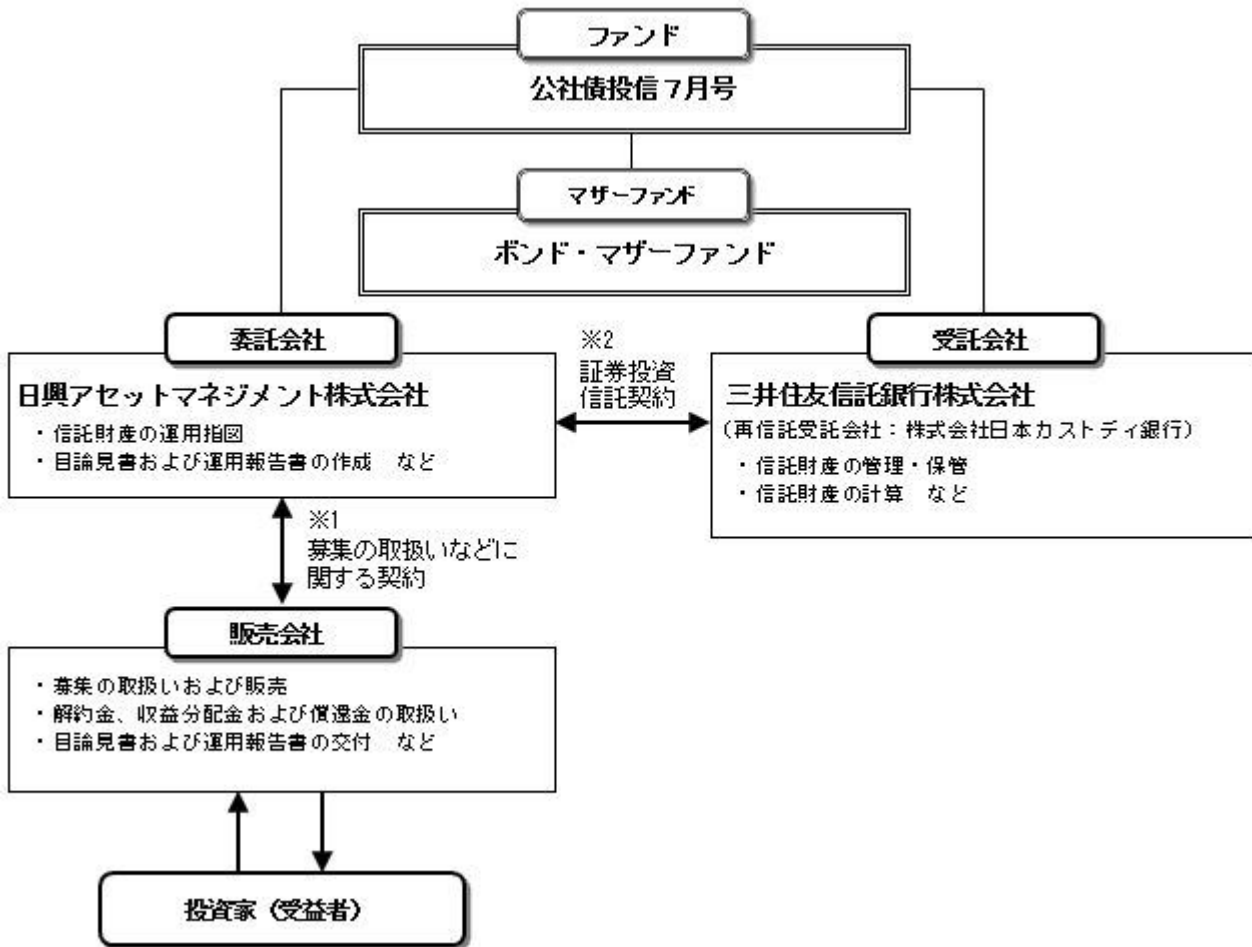 ファンド
公社債投信7月号
マザーファンド
ボンド・マザーファンド
委託会社
日興アセットマネジメント株式会社
・信託財産の運用指図
・目論見書および運用報告書の作成 など
※2
証券投資
信託契約
受託会社
三井住友信託銀行株式会社
(再信託受託会社：株式会社日本カストディ銀行)
・信託財産の管理・保管
・信託財産の計算 など
※1
募集の取扱いなどに
関する契約
販売会社
・募集の取扱いおよび販売
・解約金、収益分配金および償還金の取扱い
・目論見書および運用報告書の交付 など
投資家（受益者）